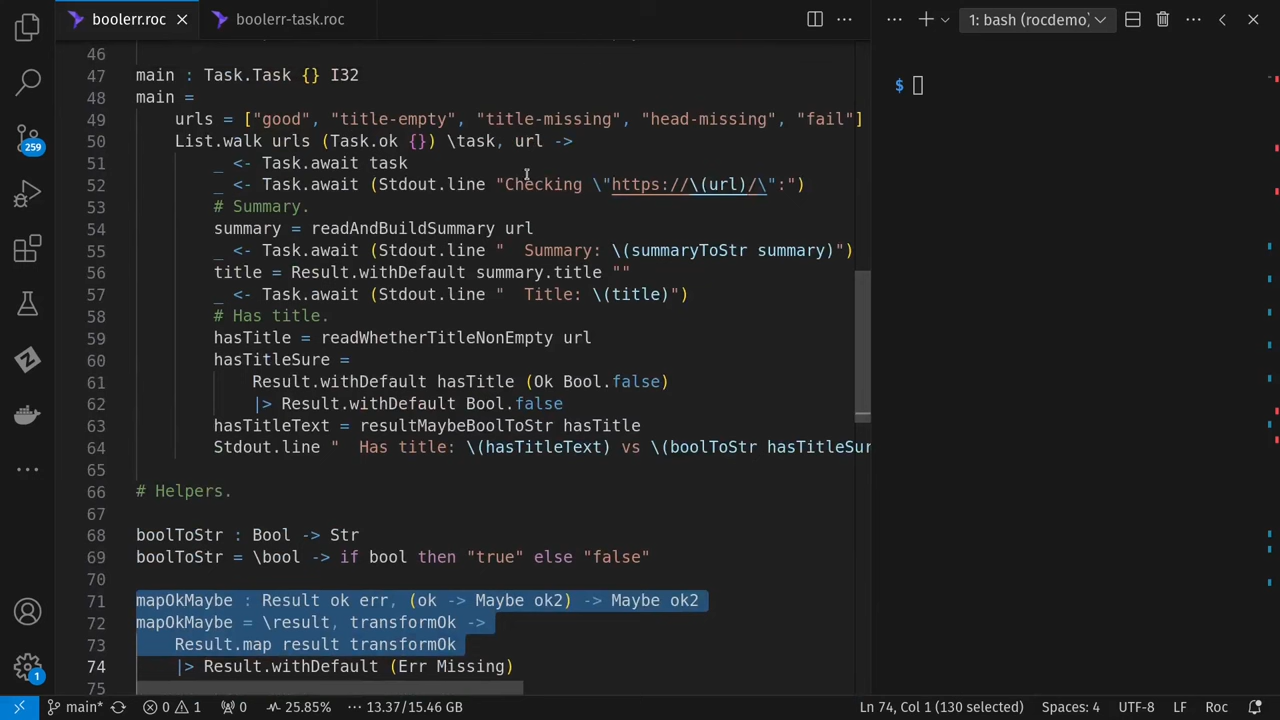 boolerr.roc boolerr-task.roc 1: bash (rocdemo)
46
47 main : Task.Task {} I32
48 main =
49 urls = ["good", "title-empty", "title-missing", "head-missing", "fail"]
50 List.walk urls (Task.ok {}) \task, url ->
51 _ <- Task.await task
52 _ <- Task.await (Stdout.line "Checking \"https://\(url)/\":")
53 # Summary.
54 summary = readAndBuildSummary url
55 _ <- Task.await (Stdout.line "  Summary: \(summaryToStr summary)")
56 title = Result.withDefault summary.title ""
57 _ <- Task.await (Stdout.line "  Title: \(title)")
58 # Has title.
59 hasTitle = readWhetherTitleNonEmpty url
60 hasTitleSure =
61 Result.withDefault hasTitle (Ok Bool.false)
62 |> Result.withDefault Bool.false
63 hasTitleText = resultMaybeBoolToStr hasTitle
64 Stdout.line "  Has title: \(hasTitleText) vs \(boolToStr hasTitleSur
65
66 # Helpers.
67
68 boolToStr : Bool -> Str
69 boolToStr = \bool -> if bool then "true" else "false"
70
71 mapOkMaybe : Result ok err, (ok -> Maybe ok2) -> Maybe ok2
72 mapOkMaybe = \result, transformOk ->
73 Result.map result transformOk
74 |> Result.withDefault (Err Missing)
75
$
259
1
main* 0 1 0 25.85% 13.37/15.46 GB Ln 74, Col 1 (130 selected) Spaces: 4 UTF-8 LF Roc